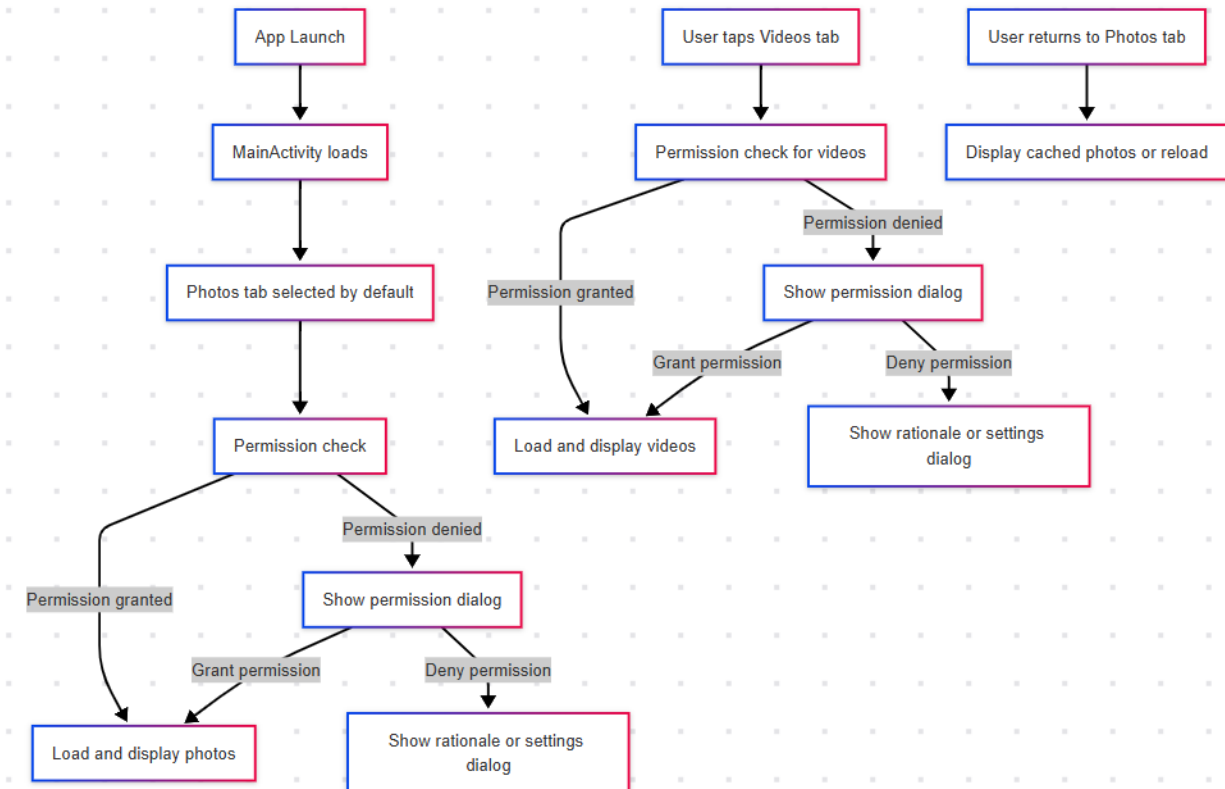 App Launch
User taps Videos tab
User returns to Photos tab
MainActivity loads
Permission check for videos
Display cached photos or reload
Permission denied
Photos tab selected by default
Permission granted
Show permission dialog
Grant permission
Deny permission
Permission check
Load and display videos
Show rationale or settings
dialog
Permission denied
Permission granted
Show permission dialog
Grant permission
Deny permission
Load and display photos
Show rationale or settings
dialog